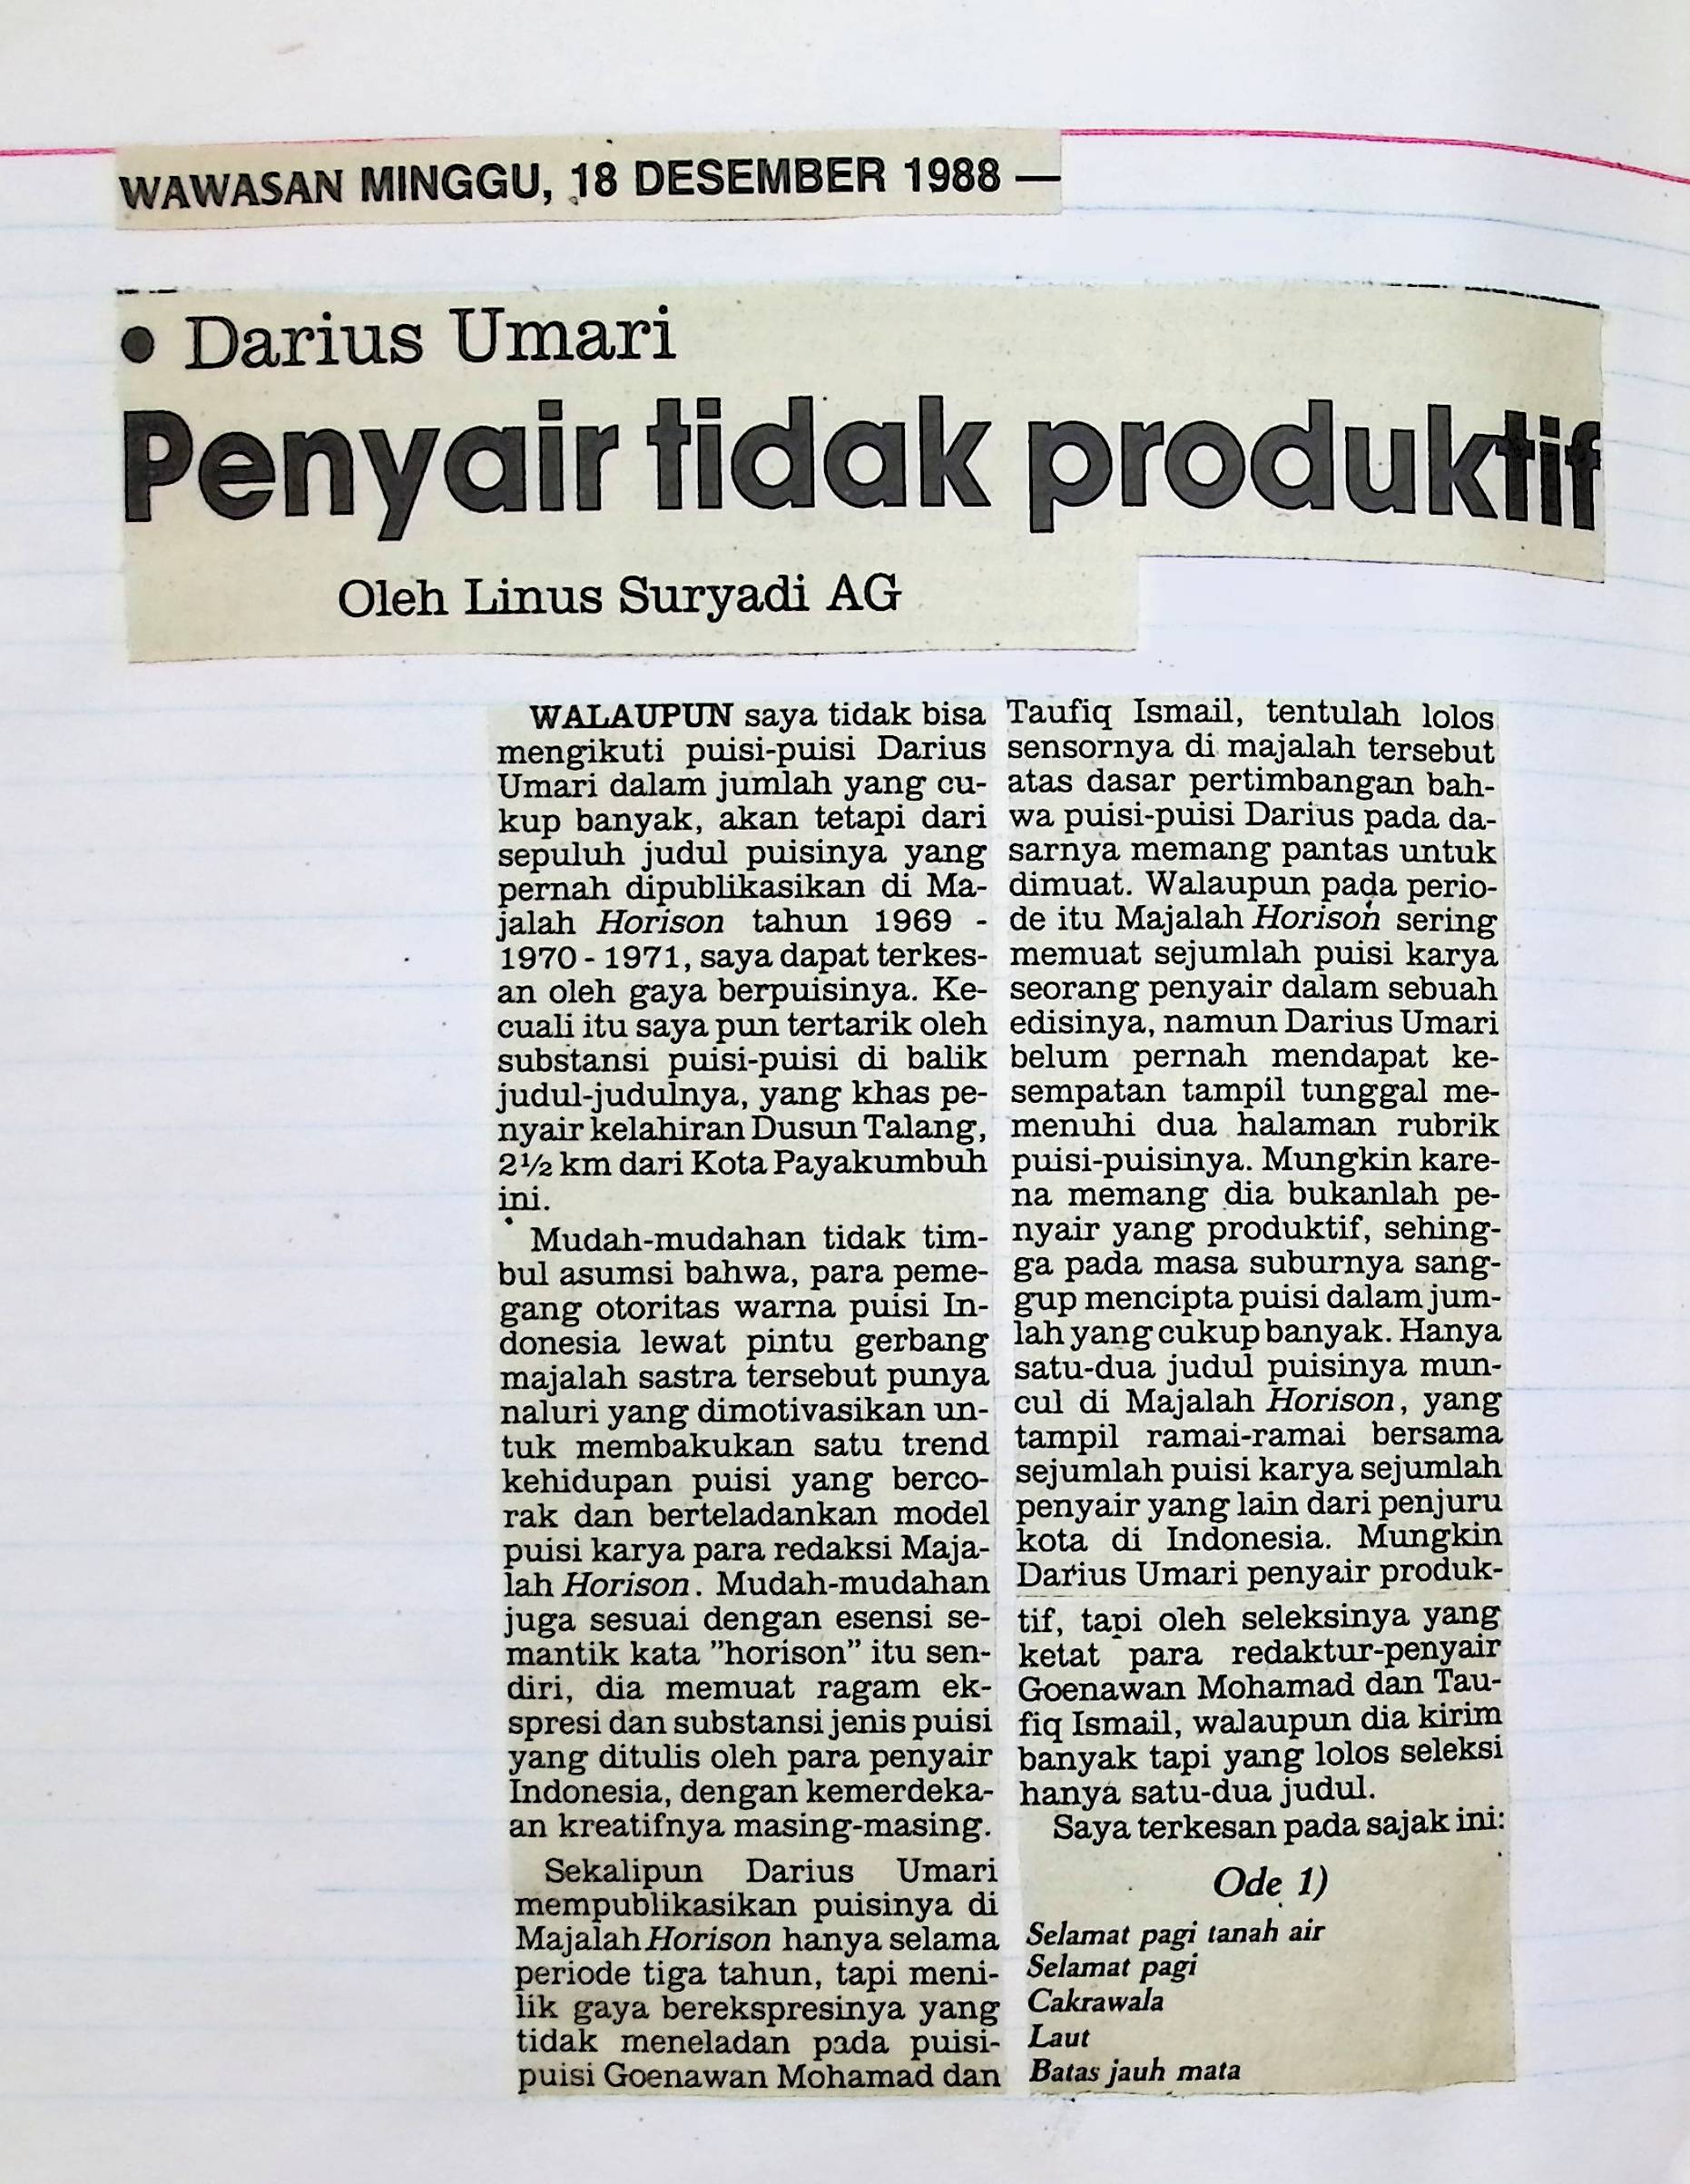 WAWASAN MINGGU, 18 DESEMBER 1988 —
• Darius Umari
Penyair tidak produktif
Oleh Linus Suryadi AG
WALAUPUN saya tidak bisa
mengikuti puisi-puisi Darius
Umari dalam jumlah yang cu-
kup banyak, akan tetapi dari
sepuluh judul puisinya yang
pernah dipublikasikan di Ma-
jalah Horison tahun 1969 -
1970 - 1971, saya dapat terkes-
an oleh gaya berpuisinya. Ke-
cuali itu saya pun tertarik oleh
substansi puisi-puisi di balik
judul-judulnya, yang khas pe-
nyair kelahiran Dusun Talang,
2½ km dari Kota Payakumbuh
ini.
Mudah-mudahan tidak tim-
bul asumsi bahwa, para peme-
gang otoritas warna puisi In-
donesia lewat pintu gerbang
majalah sastra tersebut punya
naluri yang dimotivasikan un-
tuk membakukan satu trend
kehidupan puisi yang berco-
rak dan berteladankan model
puisi karya para redaksi Maja-
lah Horison. Mudah-mudahan
juga sesuai dengan esensi se-
mantik kata "horison" itu sen-
diri, dia memuat ragam ek-
spresi dan substansi jenis puisi
yang ditulis oleh para penyair
Indonesia, dengan kemerdeka-
an kreatifnya masing-masing.
Sekalipun Darius Umari
mempublikasikan puisinya di
Majalah Horison hanya selama
periode tiga tahun, tapi meni-
lik gaya berekspresinya yang
tidak meneladan pada puisi-
puisi Goenawan Mohamad dan
Taufiq Ismail, tentulah lolos
sensornya di majalah tersebut
atas dasar pertimbangan bah-
wa puisi-puisi Darius pada da-
sarnya memang pantas untuk
dimuat. Walaupun pada perio-
de itu Majalah Horison sering
memuat sejumlah puisi karya
seorang penyair dalam sebuah
edisinya, namun Darius Umari
belum pernah mendapat ke-
sempatan tampil tunggal me-
menuhi dua halaman rubrik
puisi-puisinya. Mungkin kare-
na memang dia bukanlah pe-
nyair yang produktif, sehing-
ga pada masa suburnya sang-
gup mencipta puisi dalam jum-
lah yang cukup banyak. Hanya
satu-dua judul puisinya mun-
cul di Majalah Horison, yang
tampil ramai-ramai bersama
sejumlah puisi karya sejumlah
penyair yang lain dari penjuru
kota di Indonesia. Mungkin
Darius Umari penyair produk-
tif, tapi oleh seleksinya yang
ketat para redaktur-penyair
Goenawan Mohamad dan Tau-
fiq Ismail, walaupun dia kirim
banyak tapi yang lolos seleksi
hanya satu-dua judul.
Saya terkesan pada sajak ini:
Ode 1)
Selamat pagi tanah air
Selamat pagi
Cakrawala
Laut
Batas jauh mata